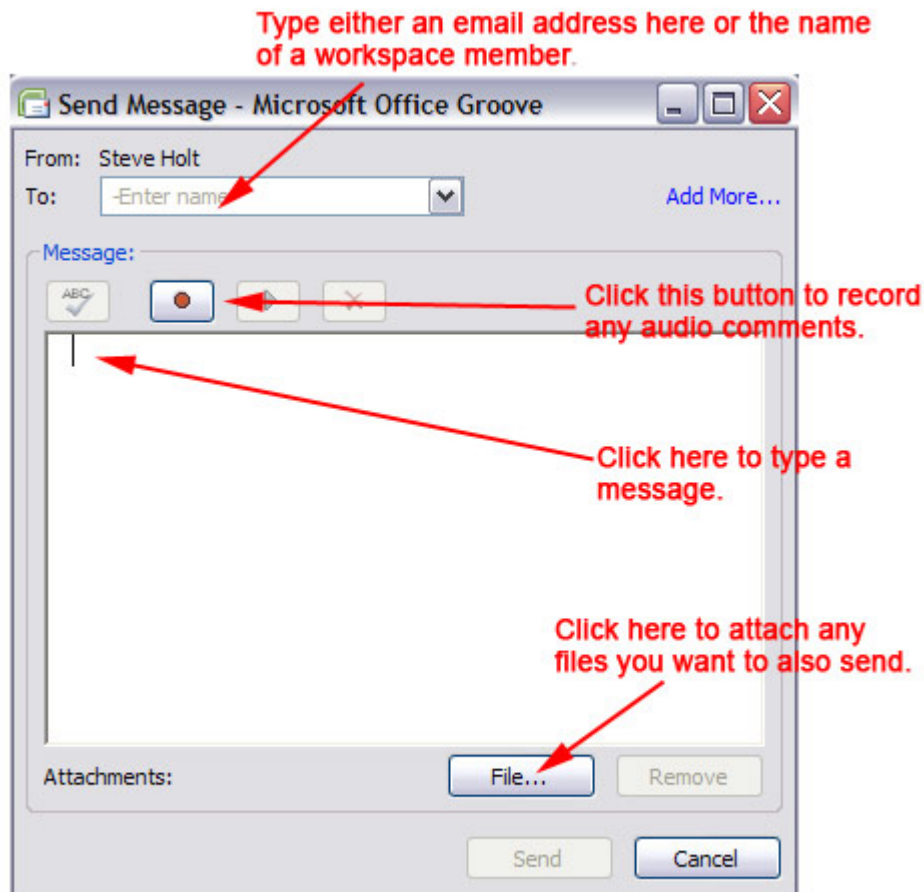 Type either an email address here or the name
of a workspace member.
Send Message - Microsoft Office Groove
From: Steve Holt
To: -Enter name
Add More...
Message:
ABC
Click this button to record
any audio comments.
Click here to type a
message.
Click here to attach any
files you want to also send.
Attachments:
File...
Remove
Send
Cancel